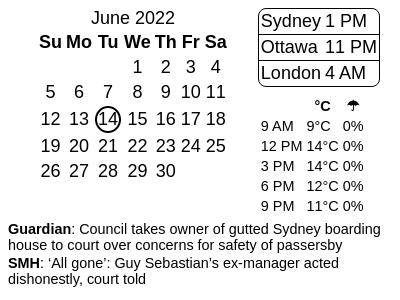 June 2022
Su Mo Tu We Th Fr Sa
1 2 3 4
5 6 7 8 9 10 11
12 13 14 15 16 17 18
19 20 21 22 23 24 25
26 27 28 29 30
Sydney 1 PM
Ottawa 11 PM
London 4 AM
°C ☂
9 AM 9°C 0%
12 PM 14°C 0%
3 PM 14°C 0%
6 PM 12°C 0%
9 PM 11°C 0%
Guardian: Council takes owner of gutted Sydney boarding
house to court over concerns for safety of passersby
SMH: ‘All gone’: Guy Sebastian’s ex-manager acted
dishonestly, court told